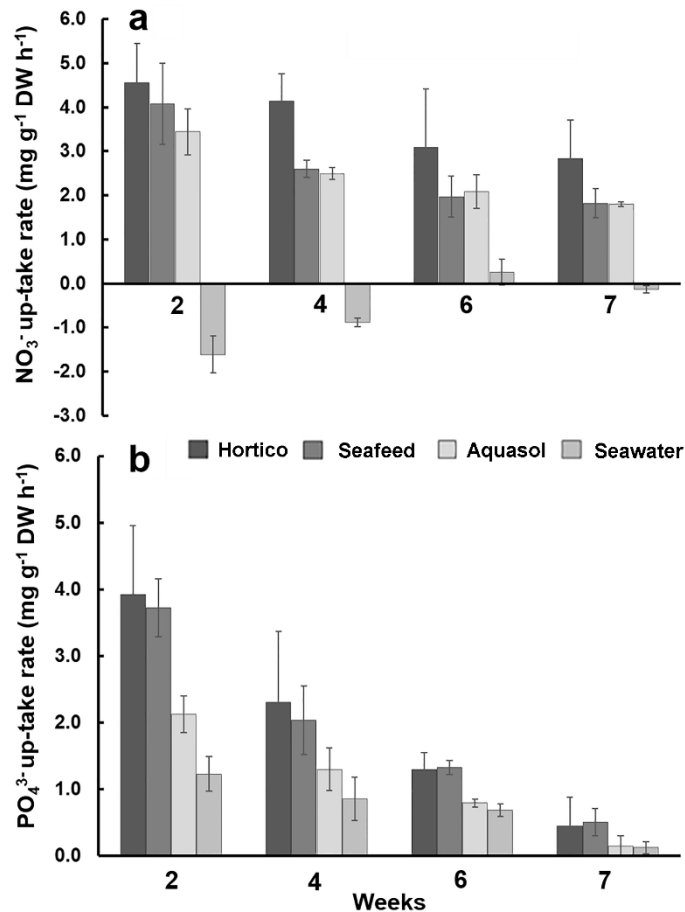 a
NO₃⁻ up-take rate (mg g⁻¹ DW h⁻¹)
6.0
5.0
4.0
3.0
2.0
1.0
0.0
-1.0
-2.0
-3.0
2 4 6 7
b
Hortico Seafeed Aquasol Seawater
PO₄³⁻ up-take rate (mg g⁻¹ DW h⁻¹)
6.0
5.0
4.0
3.0
2.0
1.0
0.0
2 4 6 7
Weeks